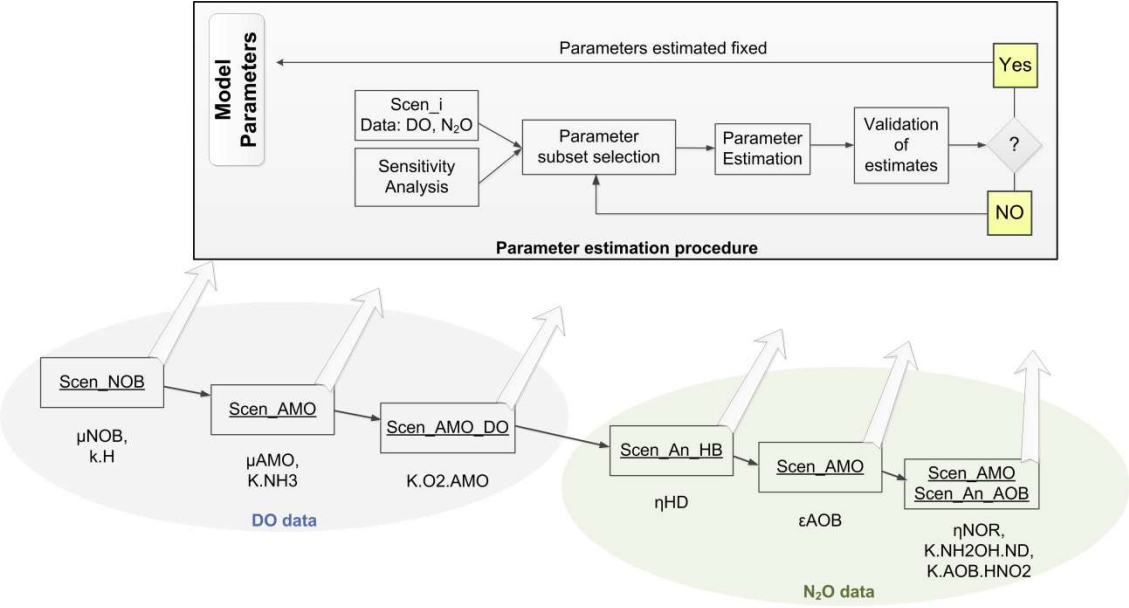 Model
Parameters
Parameters estimated fixed
Yes
Scen_i
Data: DO, N₂O
Sensitivity
Analysis
Parameter
subset selection
Parameter
Estimation
Validation
of
estimates
?
NO
Parameter estimation procedure
Scen_NOB
μNOB,
k.H
Scen_AMO
μAMO,
K.NH3
Scen_AMO_DO
K.O2.AMO
DO data
Scen_An_HB
ηHD
Scen_AMO
εAOB
Scen_AMO
Scen_An_AOB
ηNOR,
K.NH2OH.ND,
K.AOB.HNO2
N₂O data